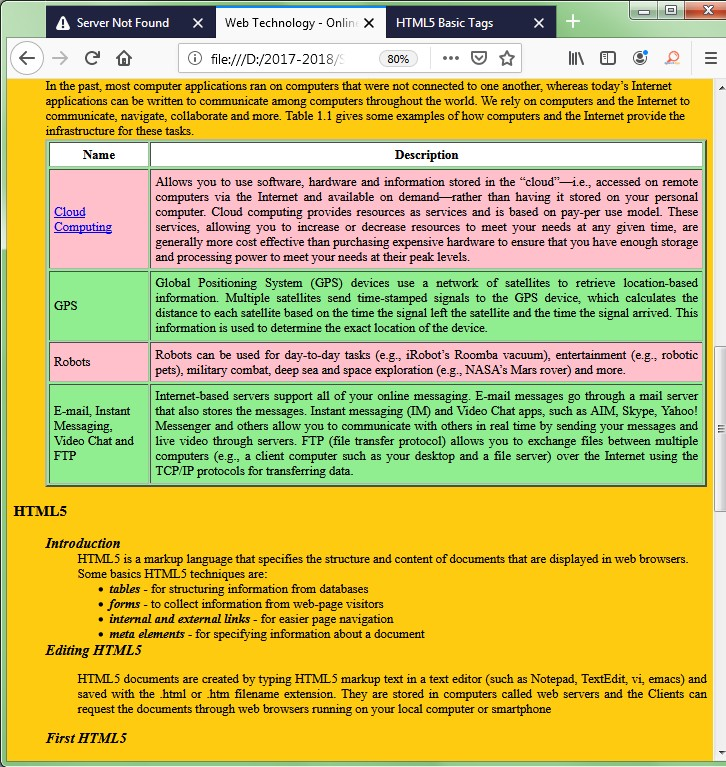 Server Not Found
Web Technology - Onlin
HTML5 Basic Tags
file:///D:/2017-2018/S
80%
In the past, most computer applications ran on computers that were not connected to one another, whereas today's Internet
applications can be written to communicate among computers throughout the world. We rely on computers and the Internet to
communicate, navigate, collaborate and more. Table 1.1 gives some examples of how computers and the Internet provide the
infrastructure for these tasks.
Name
Description
Cloud
Computing
Allows you to use software, hardware and information stored in the “cloud”—i.e., accessed on remote
computers via the Internet and available on demand—rather than having it stored on your personal
computer. Cloud computing provides resources as services and is based on pay-per use model. These
services, allowing you to increase or decrease resources to meet your needs at any given time, are
generally more cost effective than purchasing expensive hardware to ensure that you have enough storage
and processing power to meet your needs at their peak levels.
GPS
Global Positioning System (GPS) devices use a network of satellites to retrieve location-based
information. Multiple satellites send time-stamped signals to the GPS device, which calculates the
distance to each satellite based on the time the signal left the satellite and the time the signal arrived. This
information is used to determine the exact location of the device.
Robots
Robots can be used for day-to-day tasks (e.g., iRobot's Roomba vacuum), entertainment (e.g., robotic
pets), military combat, deep sea and space exploration (e.g., NASA's Mars rover) and more.
E-mail, Instant
Messaging,
Video Chat and
FTP
Internet-based servers support all of your online messaging. E-mail messages go through a mail server
that also stores the messages. Instant messaging (IM) and Video Chat apps, such as AIM, Skype, Yahoo!
Messenger and others allow you to communicate with others in real time by sending your messages and
live video through servers. FTP (file transfer protocol) allows you to exchange files between multiple
computers (e.g., a client computer such as your desktop and a file server) over the Internet using the
TCP/IP protocols for transferring data.
HTML5
Introduction
HTML5 is a markup language that specifies the structure and content of documents that are displayed in web browsers.
Some basics HTML5 techniques are:
• tables - for structuring information from databases
• forms - to collect information from web-page visitors
• internal and external links - for easier page navigation
• meta elements - for specifying information about a document
Editing HTML5
HTML5 documents are created by typing HTML5 markup text in a text editor (such as Notepad, TextEdit, vi, emacs) and
saved with the .html or .htm filename extension. They are stored in computers called web servers and the Clients can
request the documents through web browsers running on your local computer or smartphone
First HTML5